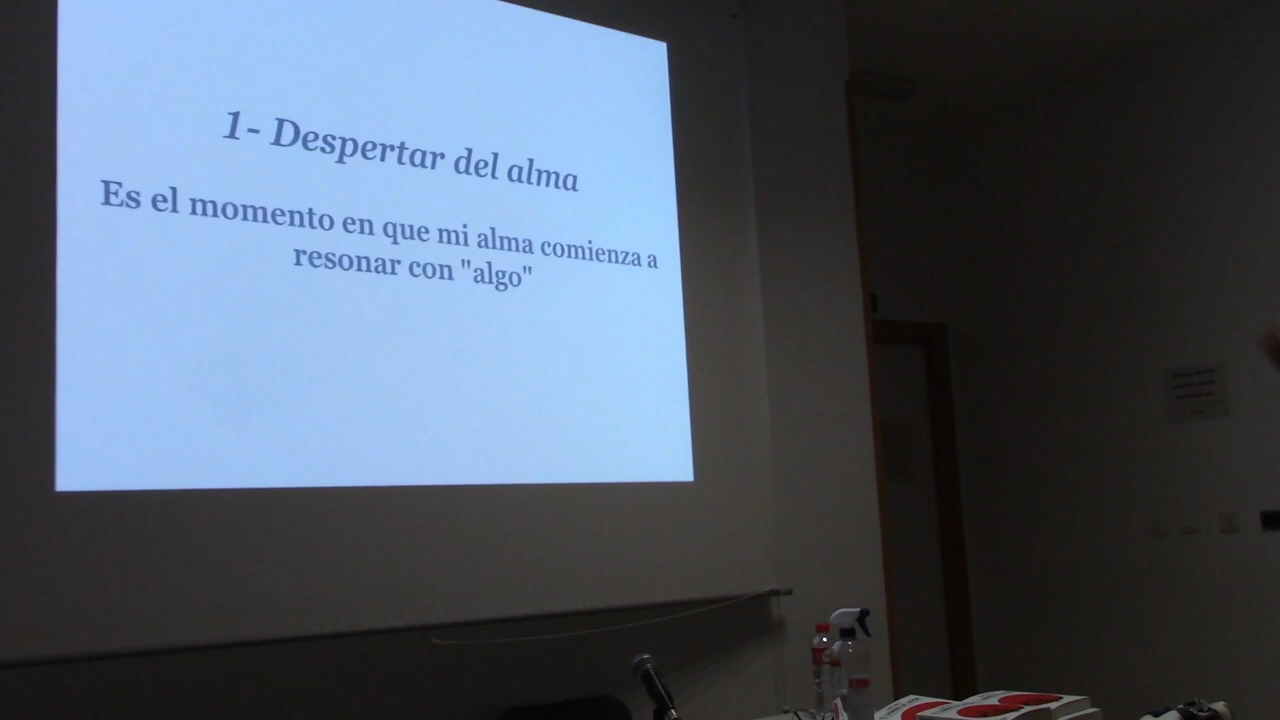 1- Despertar del alma
Es el momento en que mi alma comienza a
resonar con "algo"